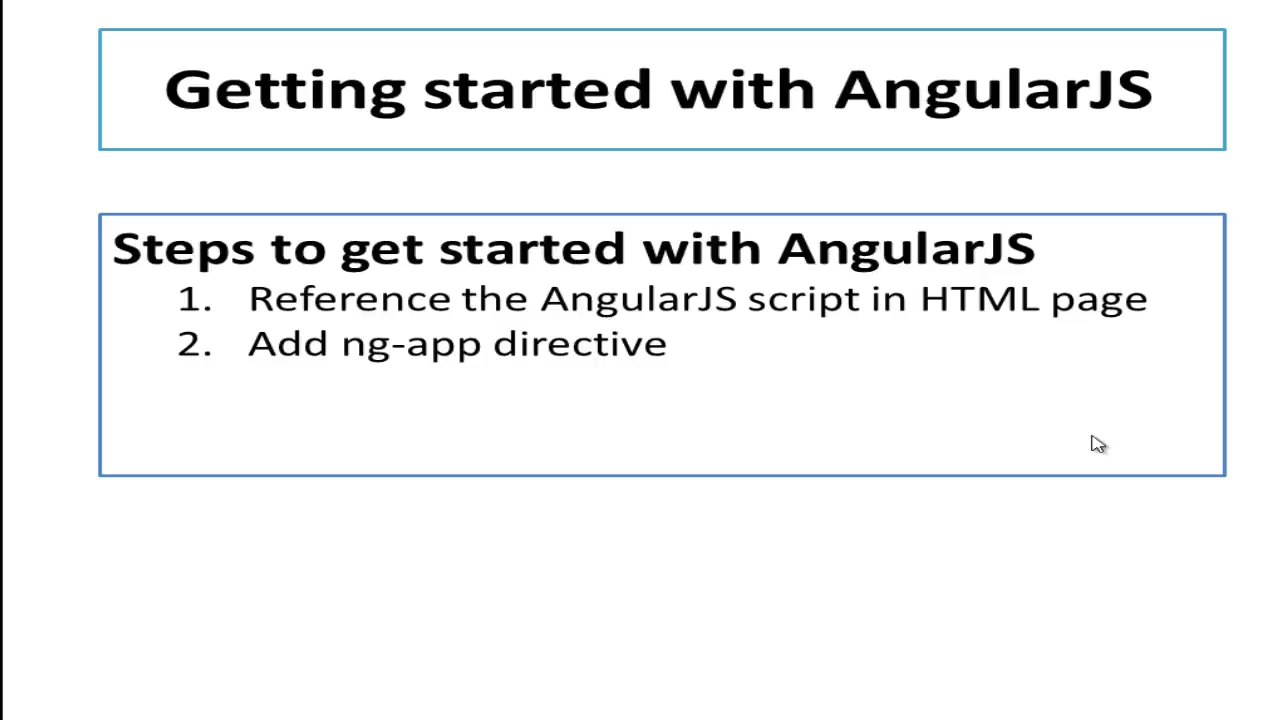 Getting started with AngularJS
Steps to get started with AngularJS
1. Reference the AngularJS script in HTML page
2. Add ng-app directive